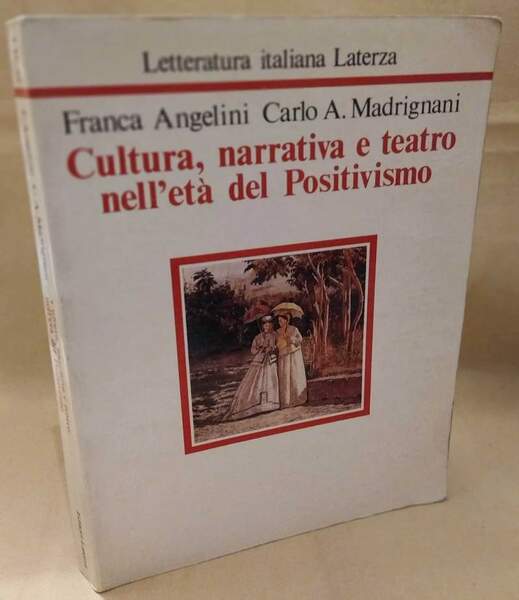 Letteratura italiana Laterza
Franca Angelini Carlo A. Madrignani
Cultura, narrativa e teatro
nell'età del Positivismo